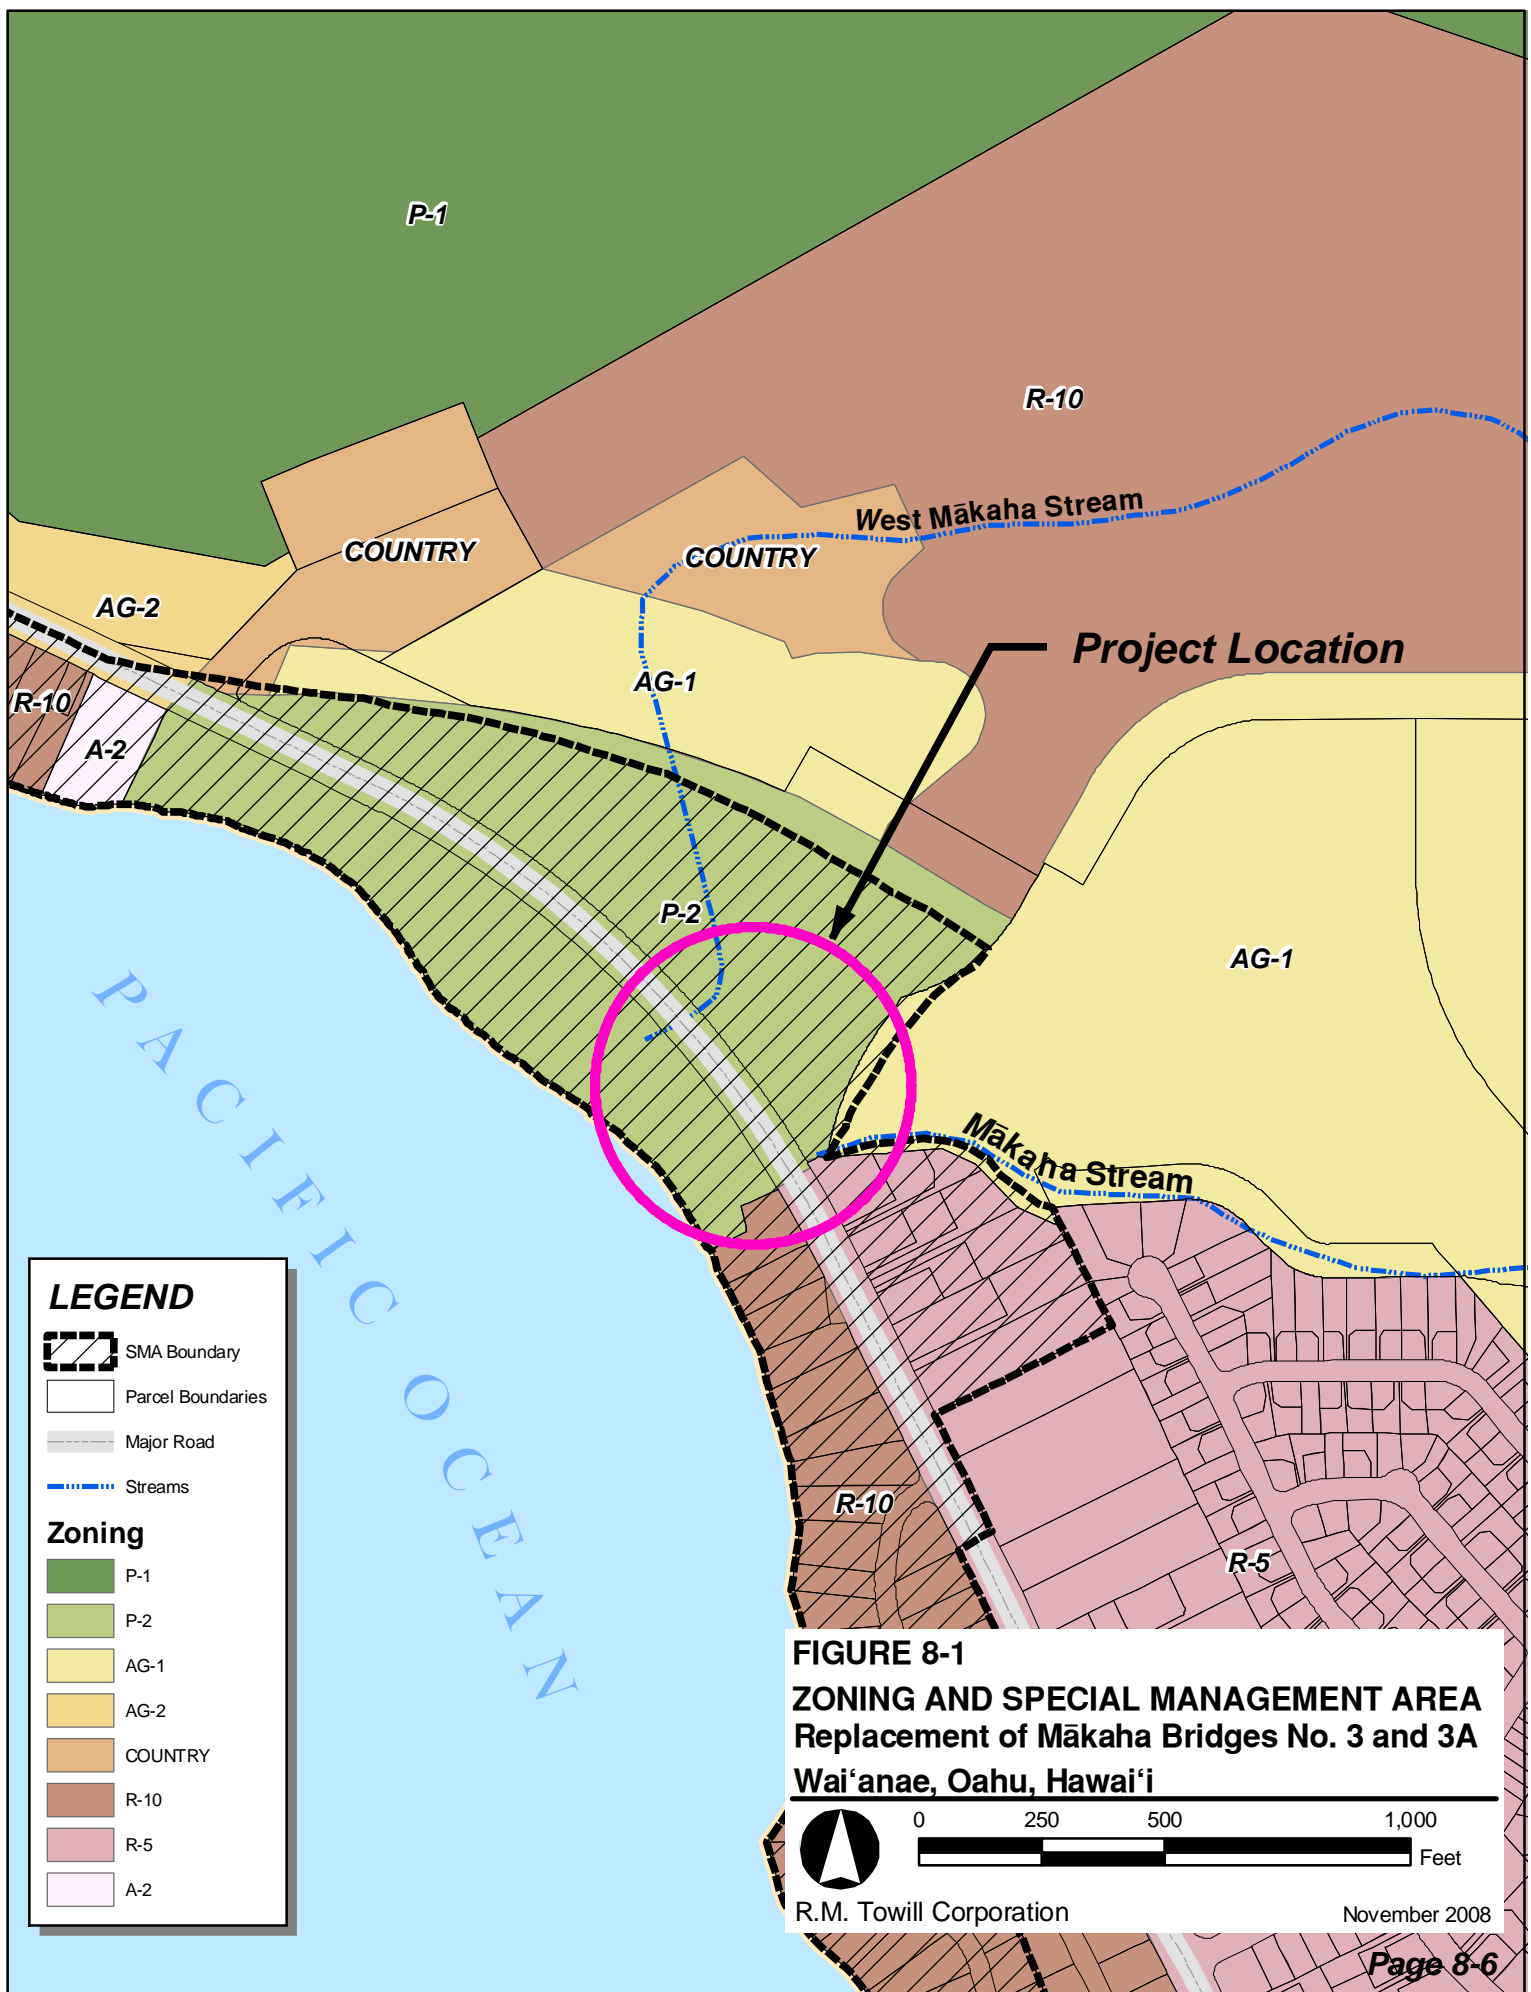 P-1
R-10
West Mākaha Stream
COUNTRY
COUNTRY
AG-2
Project Location
AG-1
R-10
A-2
P-2
AG-1
Mākaha Stream
PACIFIC OCEAN
R-10
R-5
LEGEND
SMA Boundary
Parcel Boundaries
Major Road
Streams
Zoning
P-1
P-2
AG-1
AG-2
COUNTRY
R-10
R-5
A-2
FIGURE 8-1
ZONING AND SPECIAL MANAGEMENT AREA
Replacement of Mākaha Bridges No. 3 and 3A
Wai‘anae, Oahu, Hawai‘i
0 250 500 1,000
Feet
R.M. Towill Corporation
November 2008
Page 8-6